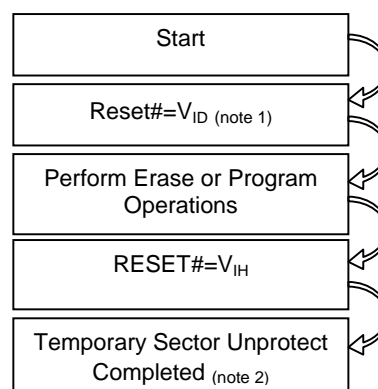 Start
Reset#=VID (note 1)
Perform Erase or Program
Operations
RESET#=VIH
Temporary Sector Unprotect
Completed (note 2)